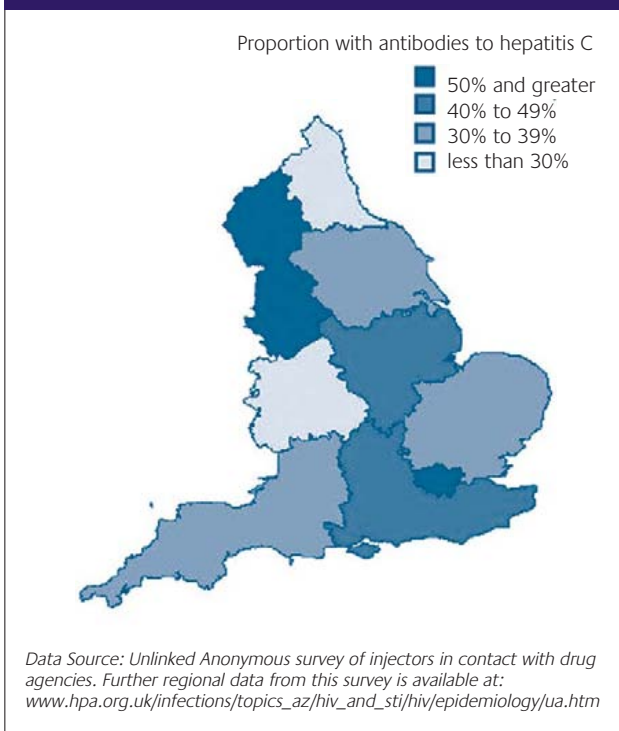 Proportion with antibodies to hepatitis C
50% and greater
40% to 49%
30% to 39%
less than 30%
Data Source: Unlinked Anonymous survey of injectors in contact with drug
agencies. Further regional data from this survey is available at:
www.hpa.org.uk/infections/topics_az/hiv_and_sti/hiv/epidemiology/ua.htm